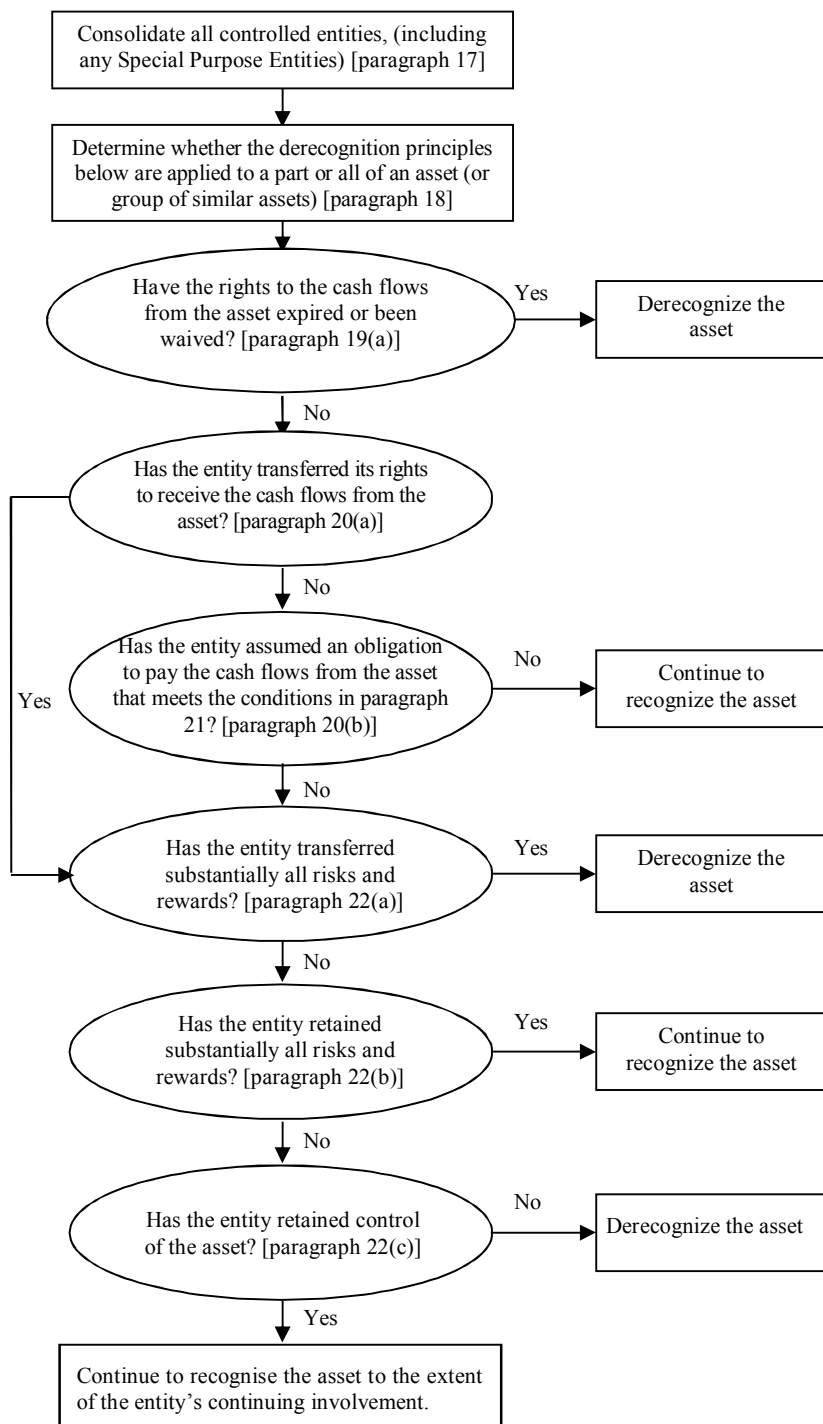 Consolidate all controlled entities, (including
any Special Purpose Entities) [paragraph 17]
Determine whether the derecognition principles
below are applied to a part or all of an asset (or
group of similar assets) [paragraph 18]
Have the rights to the cash flows
from the asset expired or been
waived? [paragraph 19(a)]
Yes
Derecognize the
asset
No
Has the entity transferred its rights
to receive the cash flows from the
asset? [paragraph 20(a)]
No
Yes
Has the entity assumed an obligation
to pay the cash flows from the asset
that meets the conditions in paragraph
21? [paragraph 20(b)]
No
Continue to
recognize the asset
No
Has the entity transferred
substantially all risks and
rewards? [paragraph 22(a)]
Yes
Derecognize the
asset
No
Has the entity retained
substantially all risks and
rewards? [paragraph 22(b)]
Yes
Continue to
recognize the asset
No
Has the entity retained control
of the asset? [paragraph 22(c)]
No
Derecognize the asset
Yes
Continue to recognise the asset to the extent
of the entity’s continuing involvement.